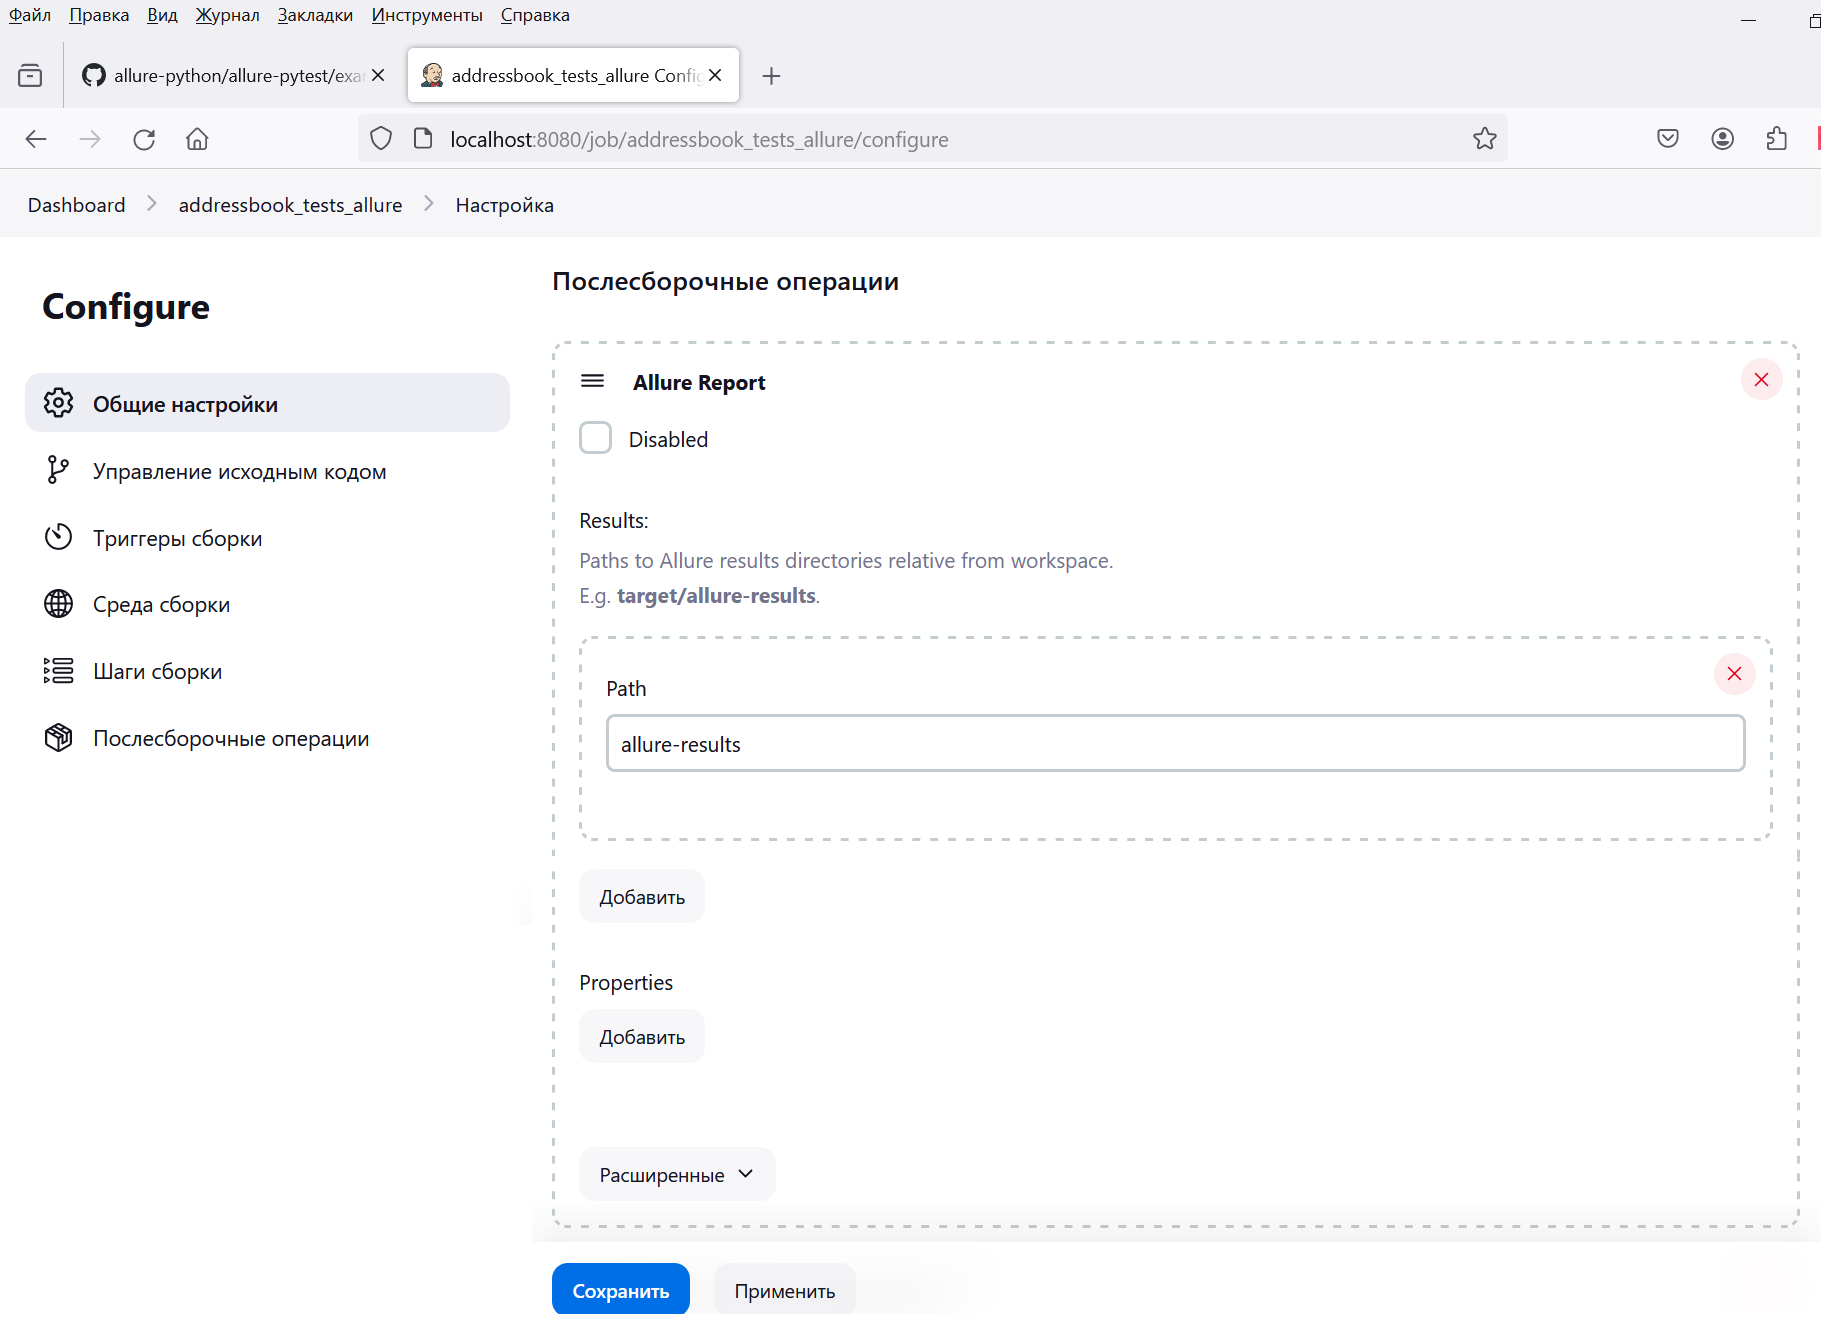 Файл Правка Вид Журнал Закладки Инструменты Справка
allure-python/allure-pytest/exa
addressbook_tests_allure Config
localhost:8080/job/addressbook_tests_allure/configure
Dashboard
addressbook_tests_allure
Настройка
Configure
Общие настройки
Управление исходным кодом
Триггеры сборки
Среда сборки
Шаги сборки
Послесборочные операции
Послесборочные операции
Allure Report
Disabled
Results:
Paths to Allure results directories relative from workspace.
E.g. target/allure-results.
Path
allure-results
Добавить
Properties
Добавить
Расширенные
Сохранить
Применить